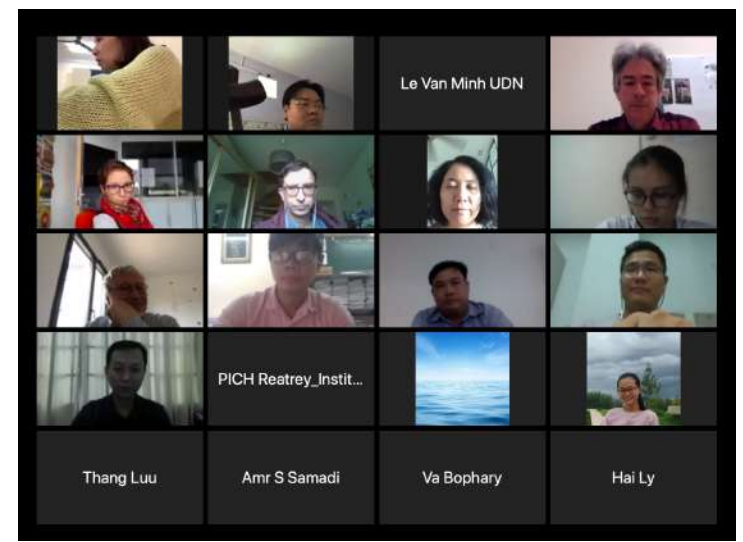 Le Van Minh UDN
PICH Reatrey_Instit...
Thang Luu
Amr S Samadi
Va Bophary
Hai Ly